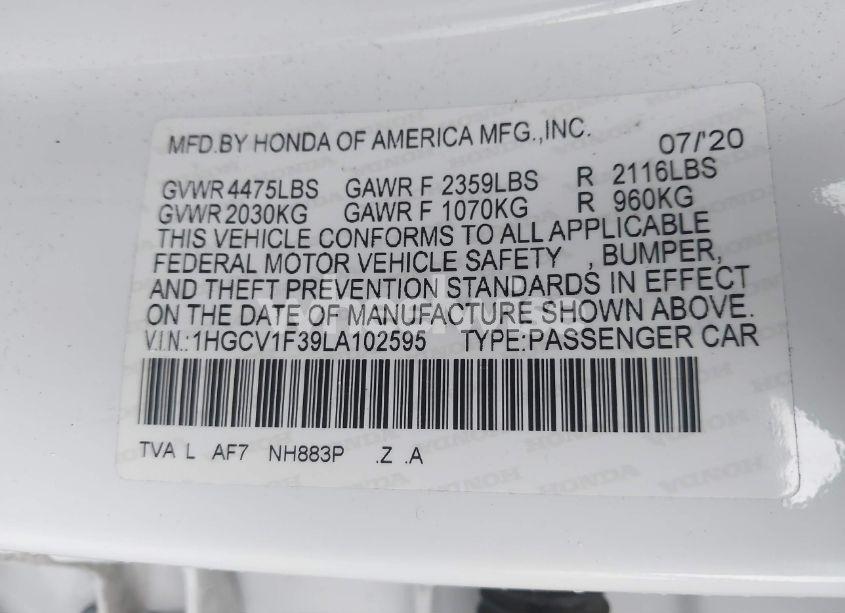 MFD.BY HONDA OF AMERICA MFG.,INC. 07/'20
GVWR 4475LBS GAWR F 2359LBS R 2116LBS
GVWR 2030KG GAWR F 1070KG R 960KG
THIS VEHICLE CONFORMS TO ALL APPLICABLE
FEDERAL MOTOR VEHICLE SAFETY , BUMPER,
AND THEFT PREVENTION STANDARDS IN EFFECT
ON THE DATE OF MANUFACTURE SHOWN ABOVE.
V.I.N.:1HGCV1F39LA102595 TYPE:PASSENGER CAR
TVA L AF7 NH883P .Z .A